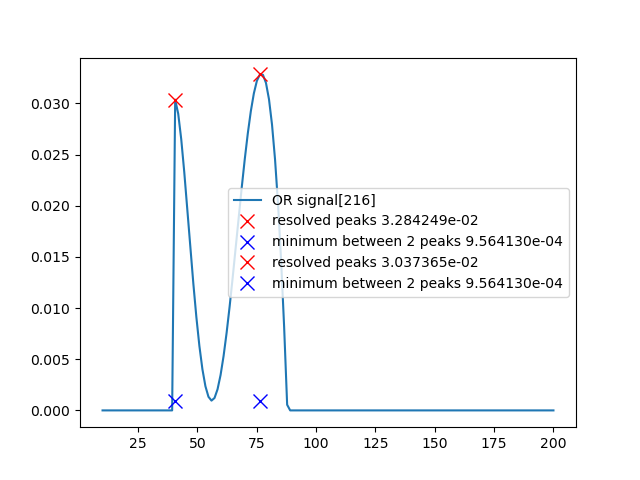 0.030
0.025
0.020
0.015
0.010
0.005
0.000
OR signal[216]
resolved peaks 3.284249e-02
minimum between 2 peaks 9.564130e-04
resolved peaks 3.037365e-02
minimum between 2 peaks 9.564130e-04
25 50 75 100 125 150 175 200